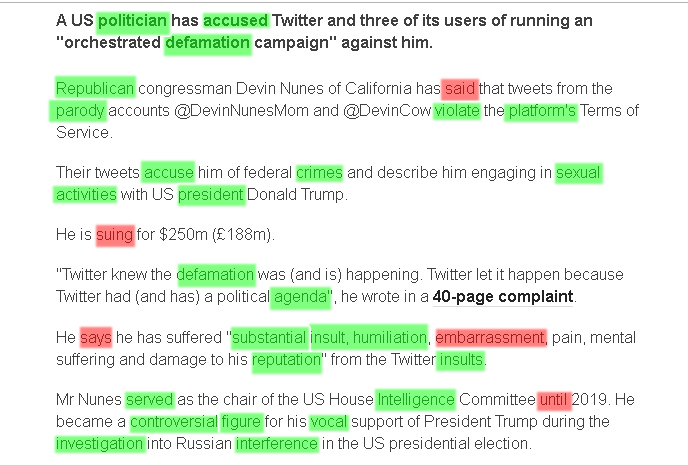 A US politician has accused Twitter and three of its users of running an
"orchestrated defamation campaign" against him.
Republican congressman Devin Nunes of California has said that tweets from the
parody accounts @DevinNunesMom and @DevinCow violate the platform's Terms of
Service.
Their tweets accuse him of federal crimes and describe him engaging in sexual
activities with US president Donald Trump.
He is suing for $250m (£188m).
"Twitter knew the defamation was (and is) happening. Twitter let it happen because
Twitter had (and has) a political agenda", he wrote in a 40-page complaint.
He says he has suffered "substantial insult, humiliation, embarrassment, pain, mental
suffering and damage to his reputation" from the Twitter insults.
Mr Nunes served as the chair of the US House Intelligence Committee until 2019. He
became a controversial figure for his vocal support of President Trump during the
investigation into Russian interference in the US presidential election.